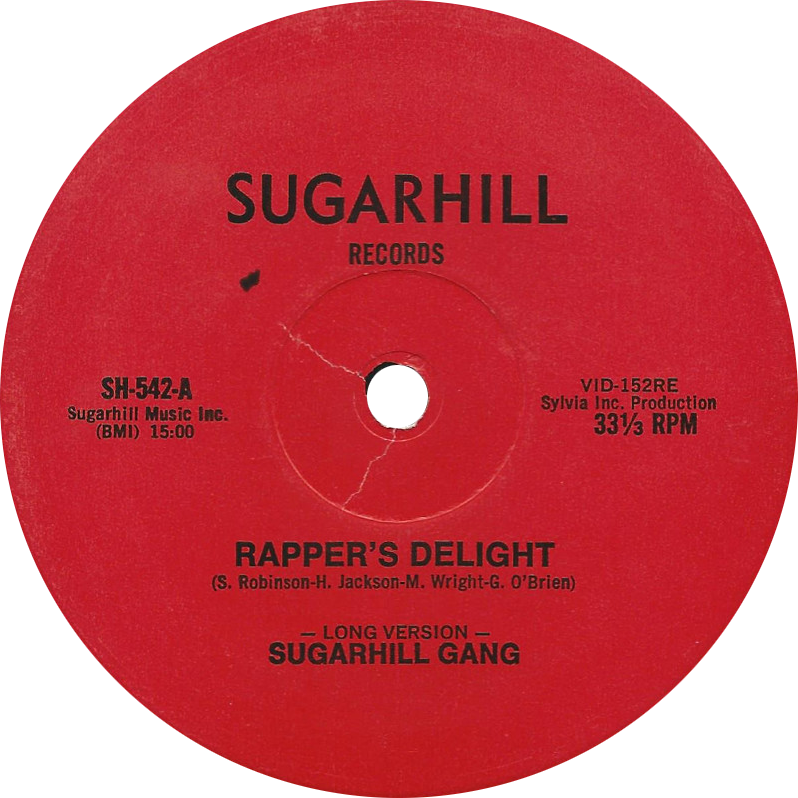 SUGARHILL
RECORDS
SH-542-A
Sugarhill Music Inc.
(BMI) 15:00
VID-152RE
Sylvia Inc. Production
33⅓ RPM
RAPPER'S DELIGHT
(S. Robinson-H. Jackson-M. Wright-G. O'Brien)
— LONG VERSION —
SUGARHILL GANG